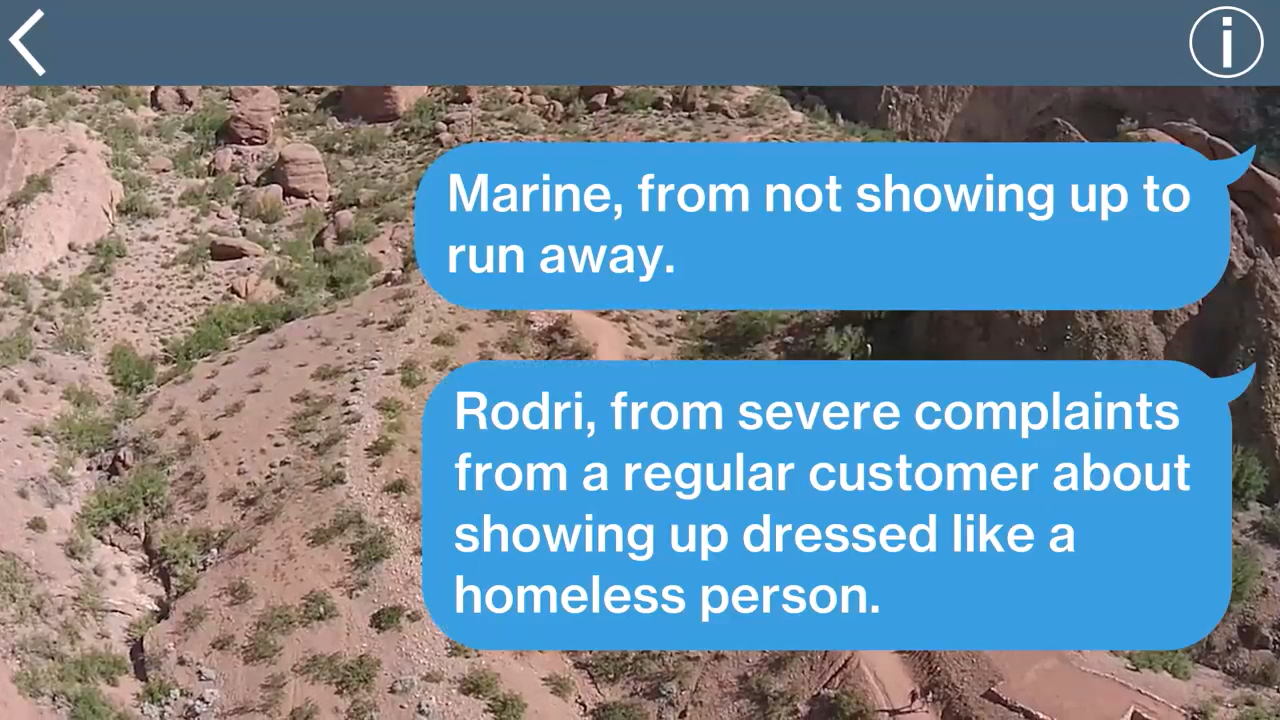 Marine, from not showing up to
run away.
Rodri, from severe complaints
from a regular customer about
showing up dressed like a
homeless person.